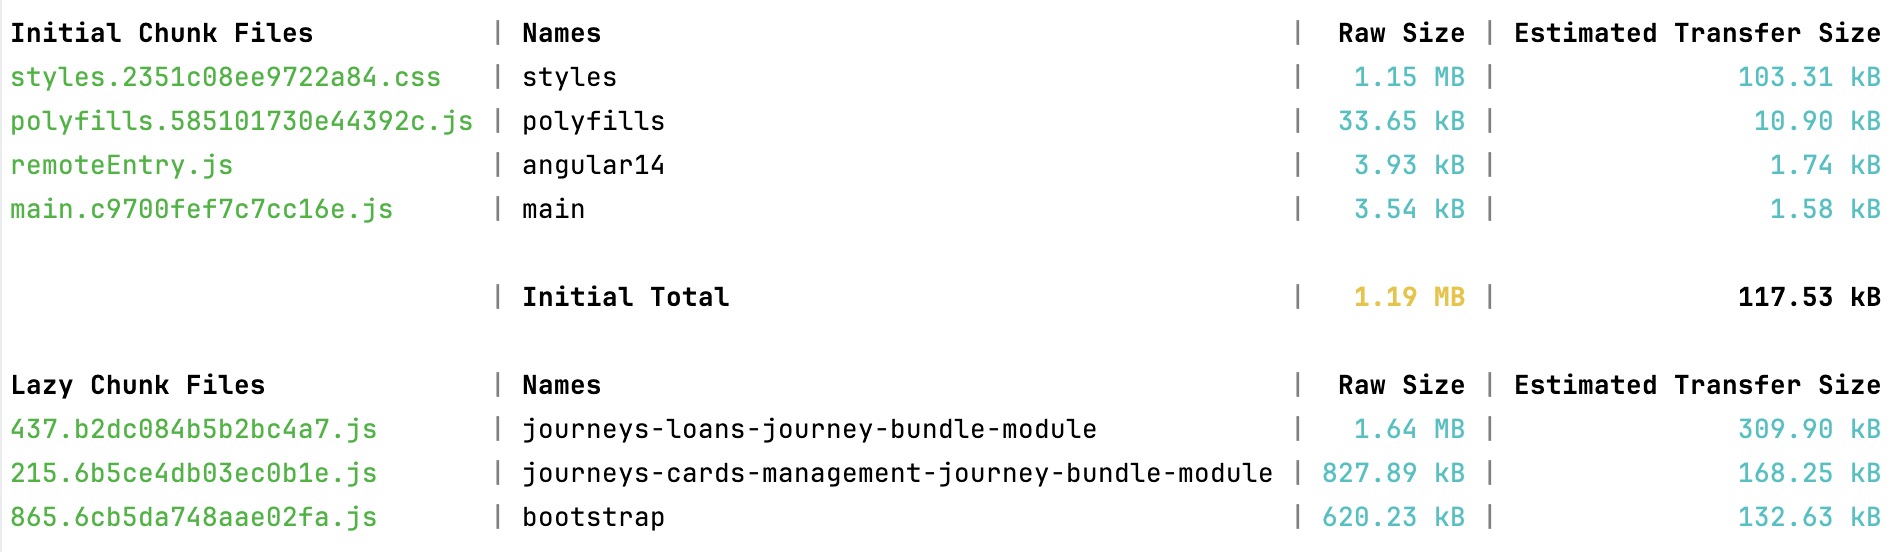 Initial Chunk Files | Names | Raw Size | Estimated Transfer Size
styles.2351c08ee9722a84.css | styles | 1.15 MB | 103.31 kB
polyfills.585101730e44392c.js | polyfills | 33.65 kB | 10.90 kB
remoteEntry.js | angular14 | 3.93 kB | 1.74 kB
main.c9700fef7c7cc16e.js | main | 3.54 kB | 1.58 kB
| Initial Total | 1.19 MB | 117.53 kB
Lazy Chunk Files | Names | Raw Size | Estimated Transfer Size
437.b2dc084b5b2bc4a7.js | journeys-loans-journey-bundle-module | 1.64 MB | 309.90 kB
215.6b5ce4db03ec0b1e.js | journeys-cards-management-journey-bundle-module | 827.89 kB | 168.25 kB
865.6cb5da748aae02fa.js | bootstrap | 620.23 kB | 132.63 kB